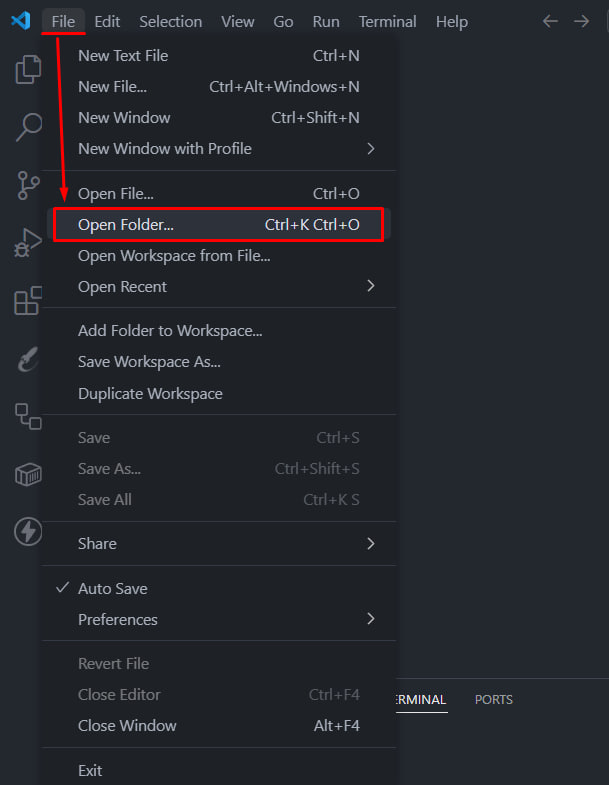 File Edit Selection View Go Run Terminal Help
New Text File Ctrl+N
New File... Ctrl+Alt+Windows+N
New Window Ctrl+Shift+N
New Window with Profile
Open File... Ctrl+O
Open Folder... Ctrl+K Ctrl+O
Open Workspace from File...
Open Recent
Add Folder to Workspace...
Save Workspace As...
Duplicate Workspace
Save Ctrl+S
Save As... Ctrl+Shift+S
Save All Ctrl+K S
Share
Auto Save
Preferences
Revert File
Close Editor Ctrl+F4
ERMINAL PORTS
Close Window Alt+F4
Exit